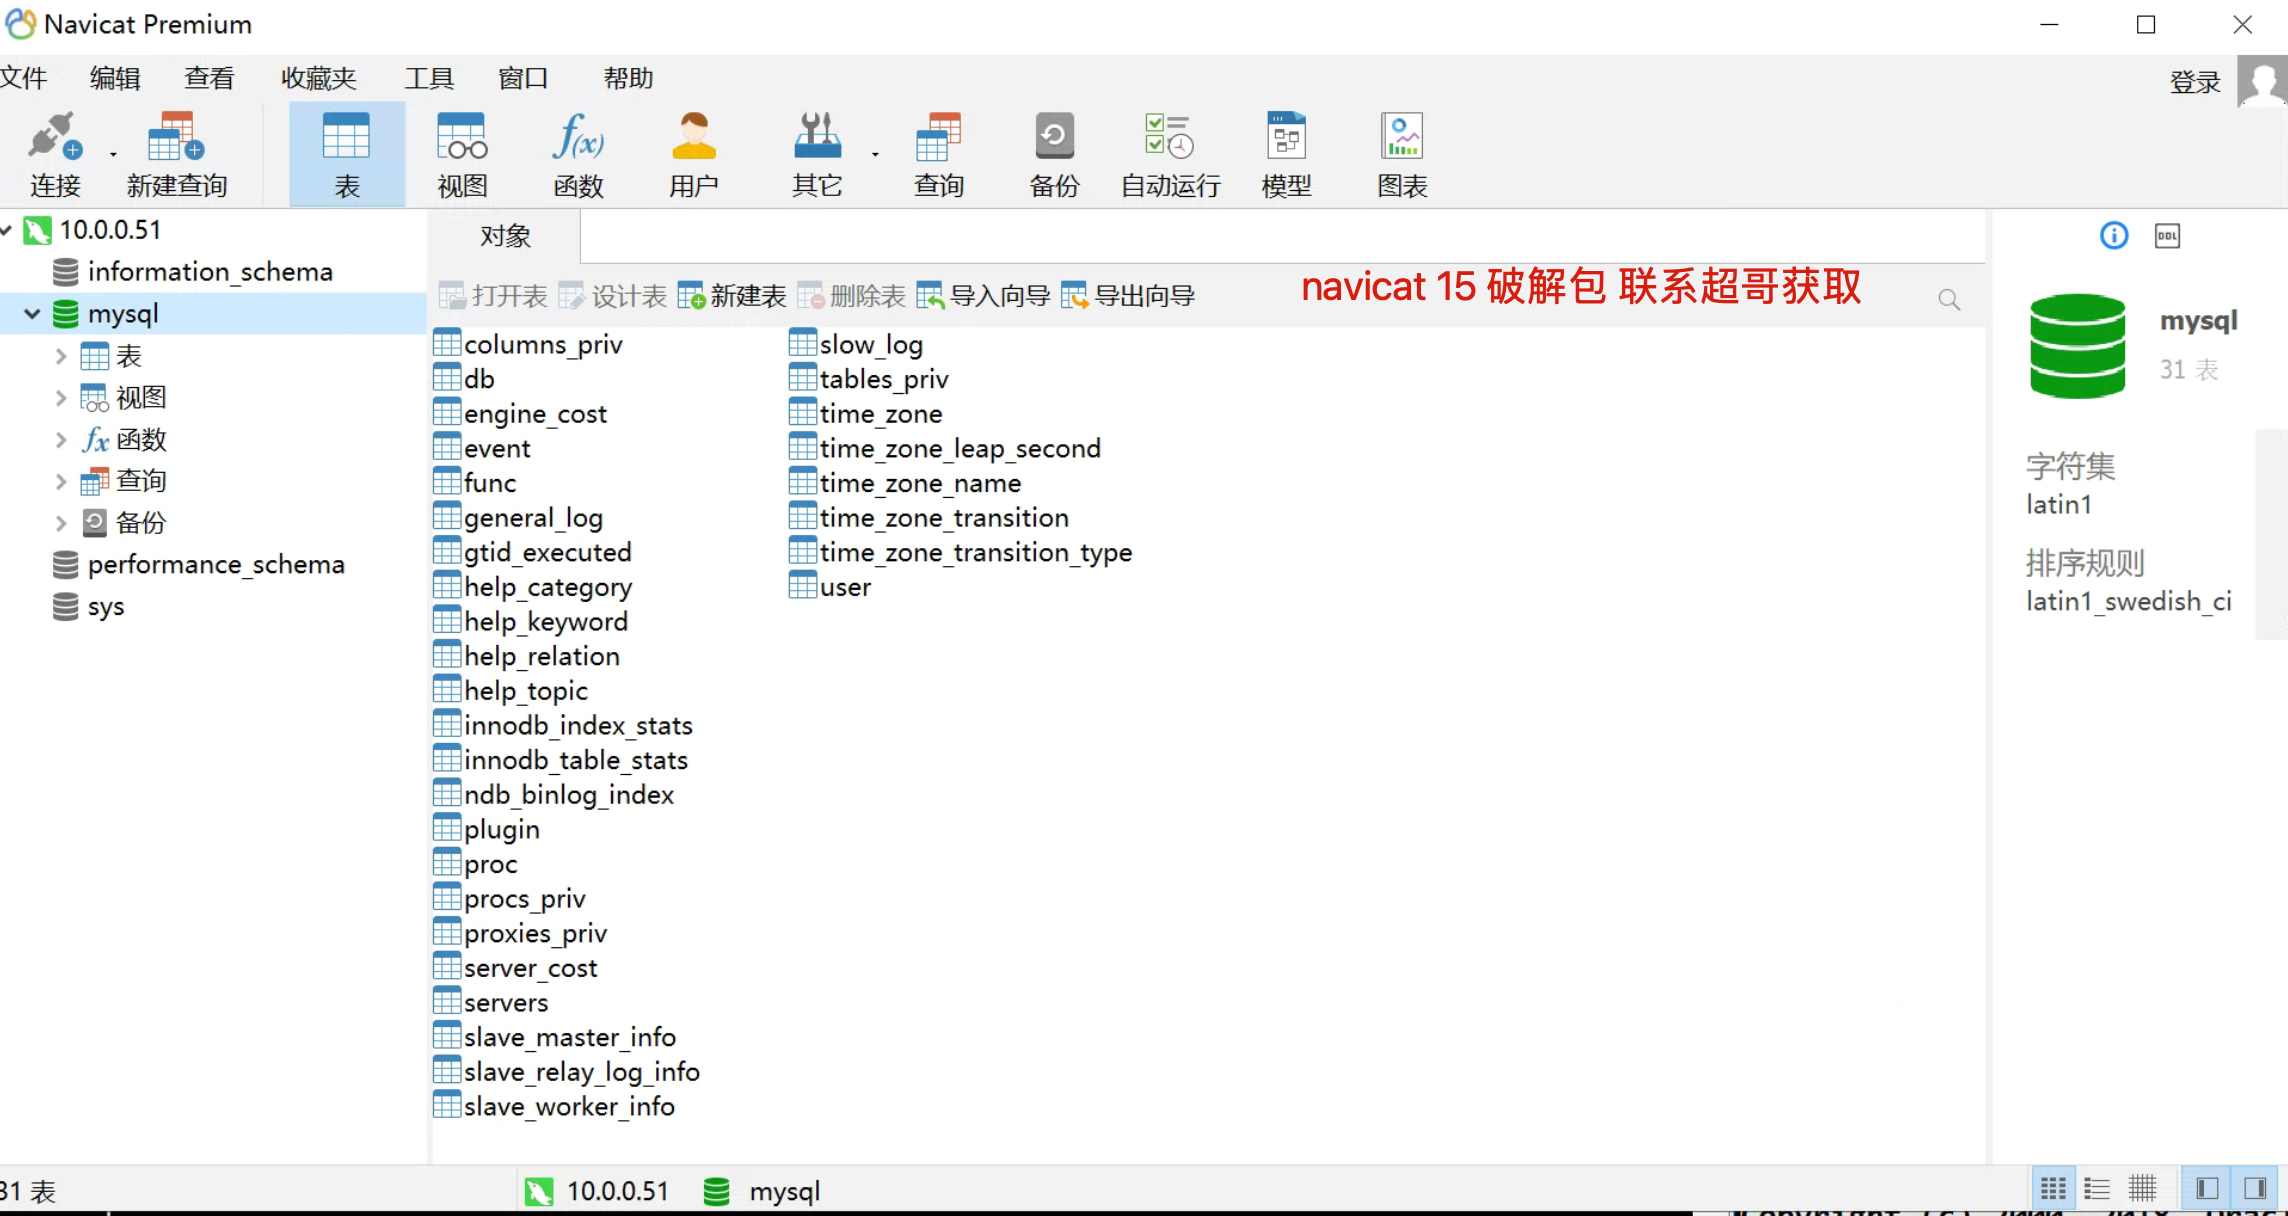 Navicat Premium
文件 编辑 查看 收藏夹 工具 窗口 帮助 登录
连接 新建查询 表 视图 函数 用户 其它 查询 备份 自动运行 模型 图表
10.0.0.51
information_schema
mysql
表
视图
函数
查询
备份
performance_schema
sys
对象
打开表 设计表 新建表 删除表 导入向导 导出向导
navicat 15 破解包 联系超哥获取
columns_priv
db
engine_cost
event
func
general_log
gtid_executed
help_category
help_keyword
help_relation
help_topic
innodb_index_stats
innodb_table_stats
ndb_binlog_index
plugin
proc
procs_priv
proxies_priv
server_cost
servers
slave_master_info
slave_relay_log_info
slave_worker_info
slow_log
tables_priv
time_zone
time_zone_leap_second
time_zone_name
time_zone_transition
time_zone_transition_type
user
DDL
mysql
31 表
字符集
latin1
排序规则
latin1_swedish_ci
31 表 10.0.0.51 mysql